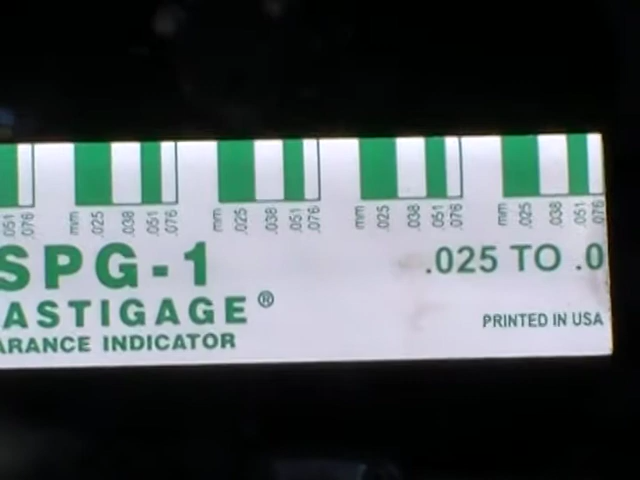 .051 .076 mm .025 .038 .051 .076 mm .025 .038 .051 .076 mm .025 .038 .051 .076 mm .025 .038 .051 .076
SPG-1 .025 TO .0
ASTIGAGE®
PRINTED IN USA
ARANCE INDICATOR